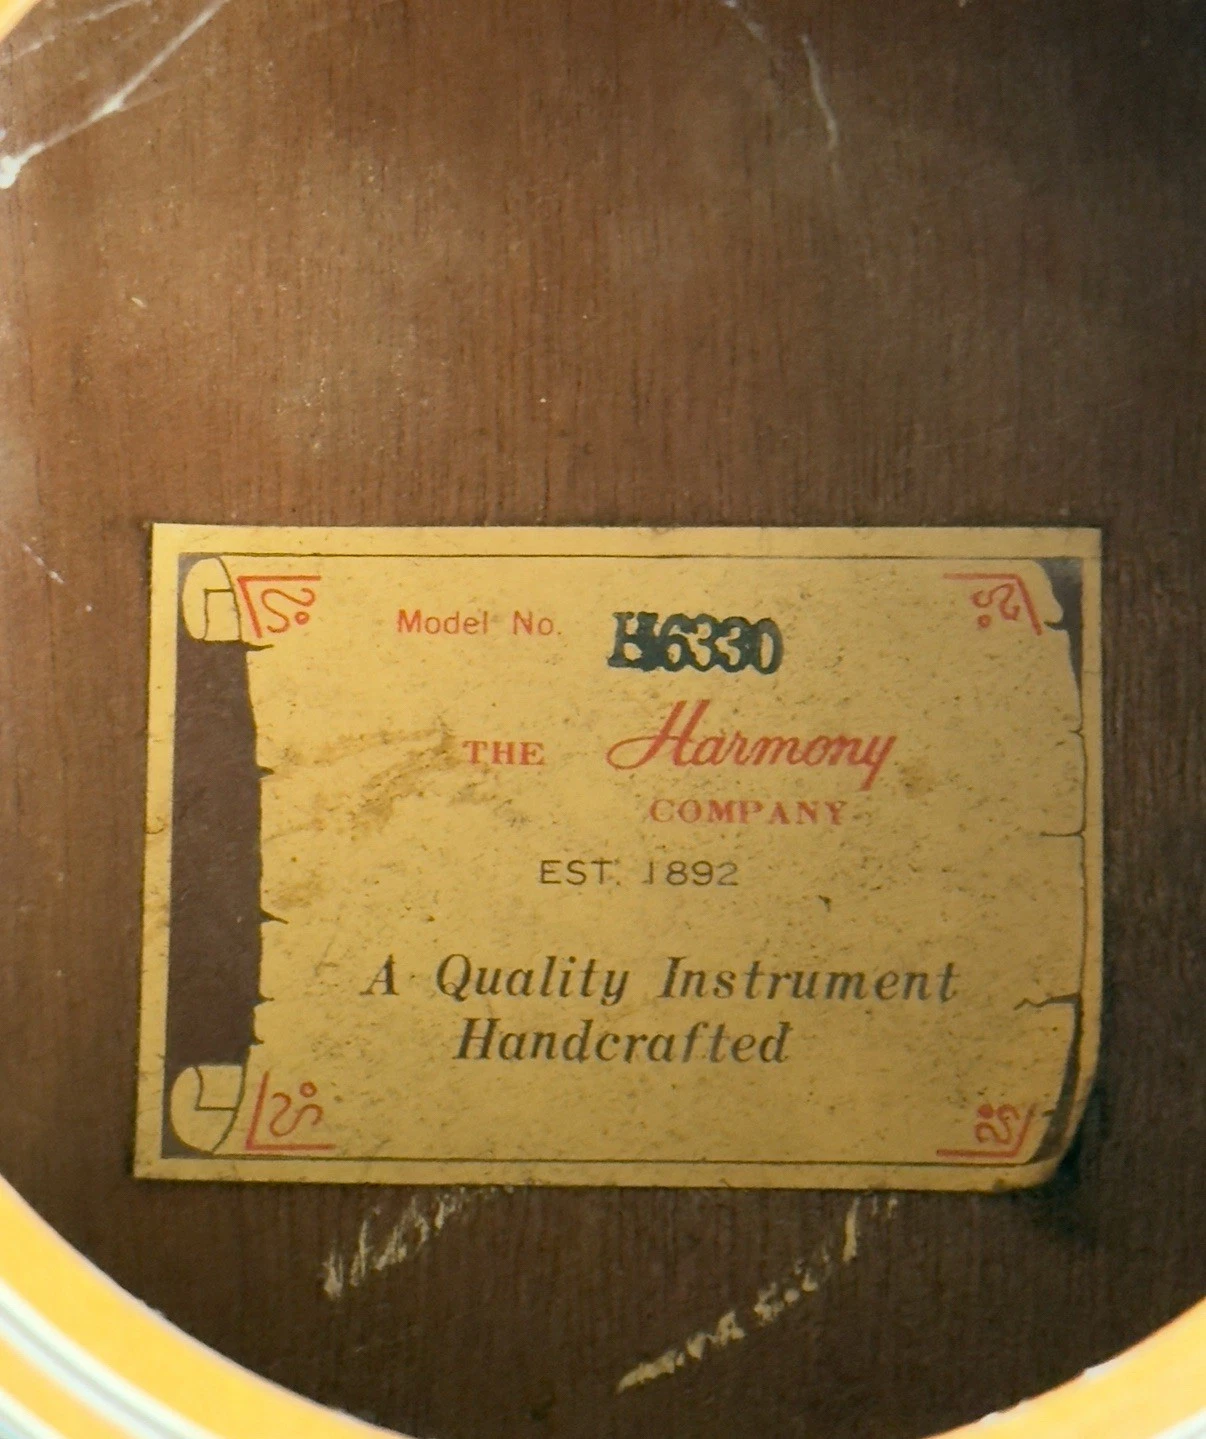 Model No. H6330
THE Harmony
COMPANY
EST. 1892
A Quality Instrument
Handcrafted